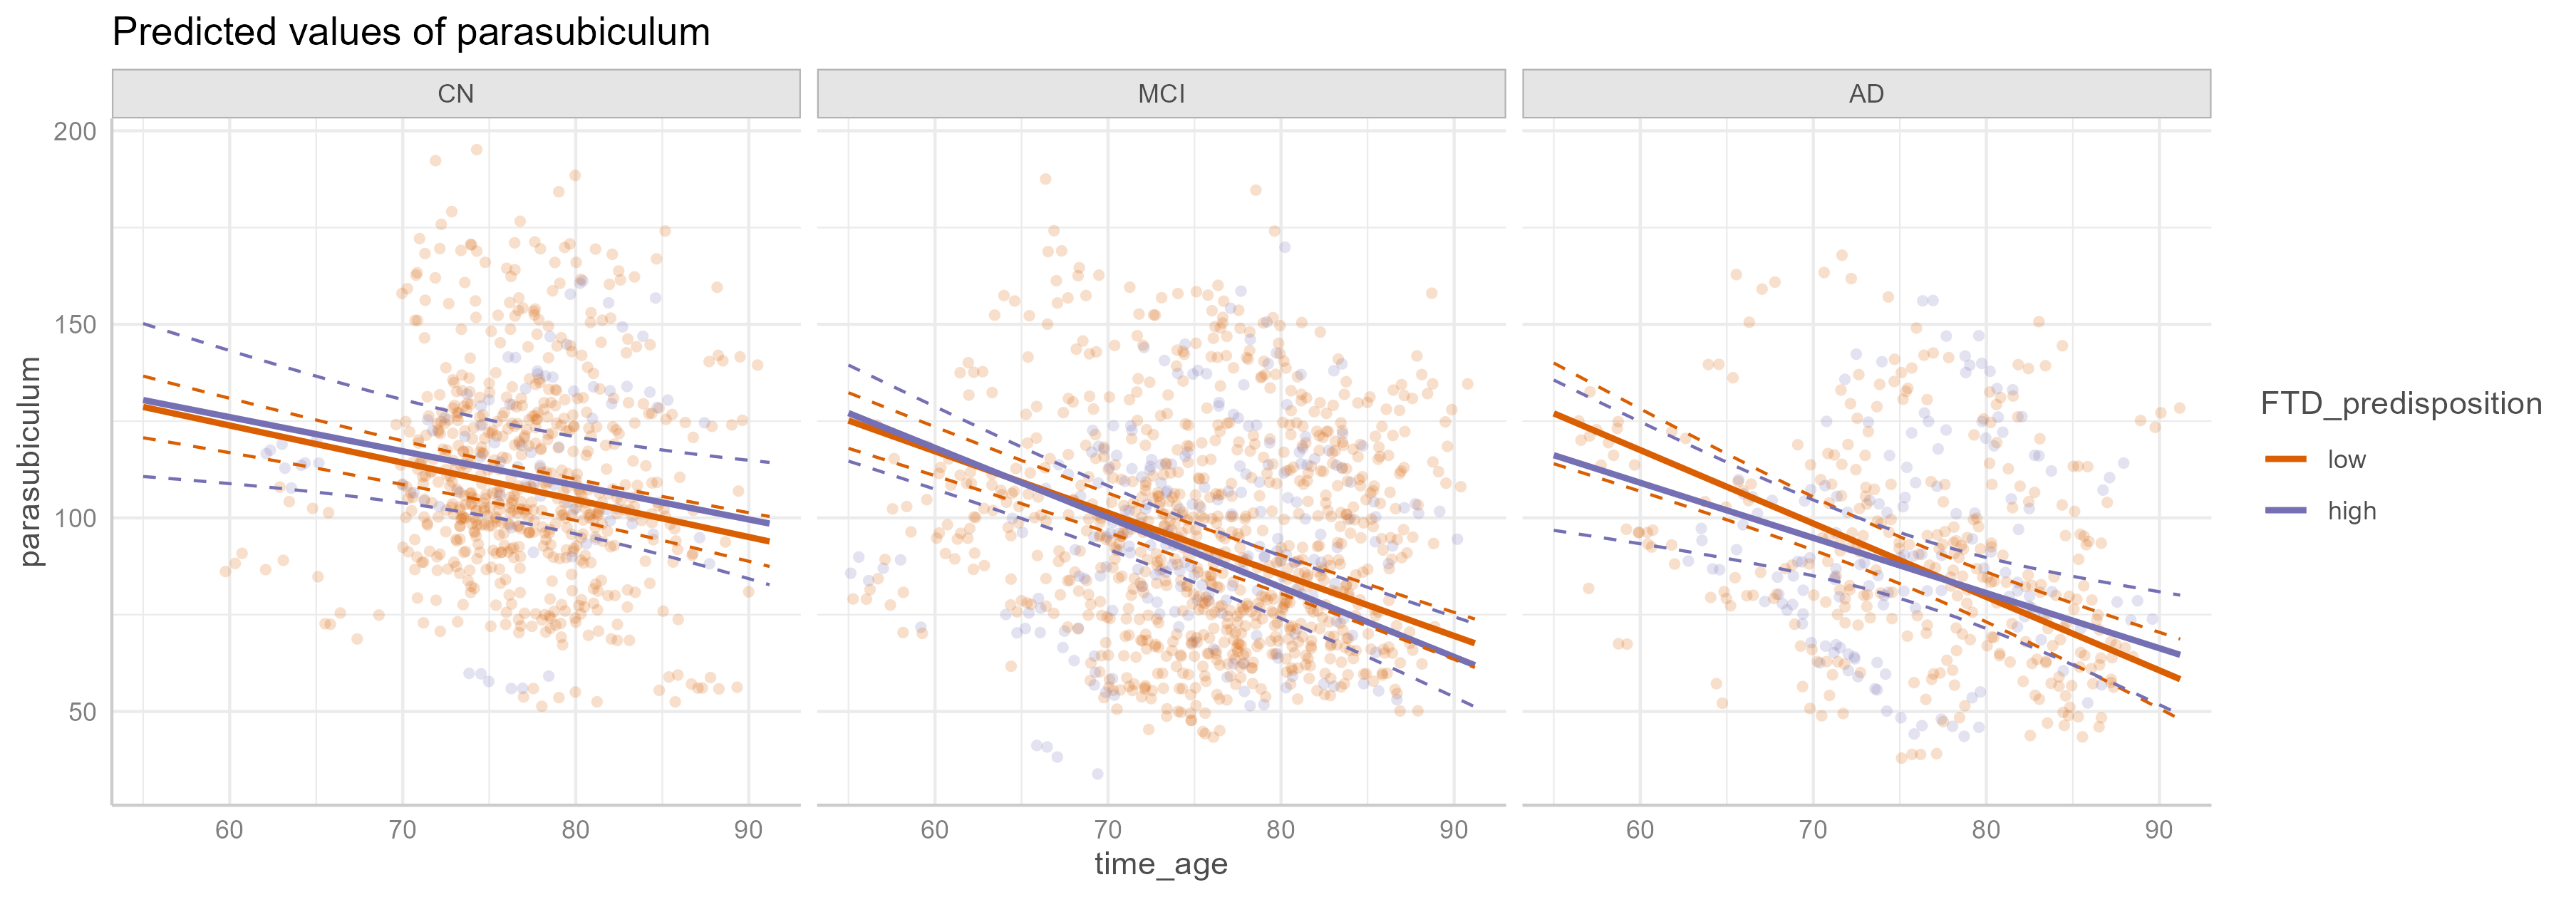 Predicted values of parasubiculum
CN
MCI
AD
200
150
100
50
parasubiculum
60
70
80
90
60
70
80
90
60
70
80
90
time_age
FTD_predisposition
low
high